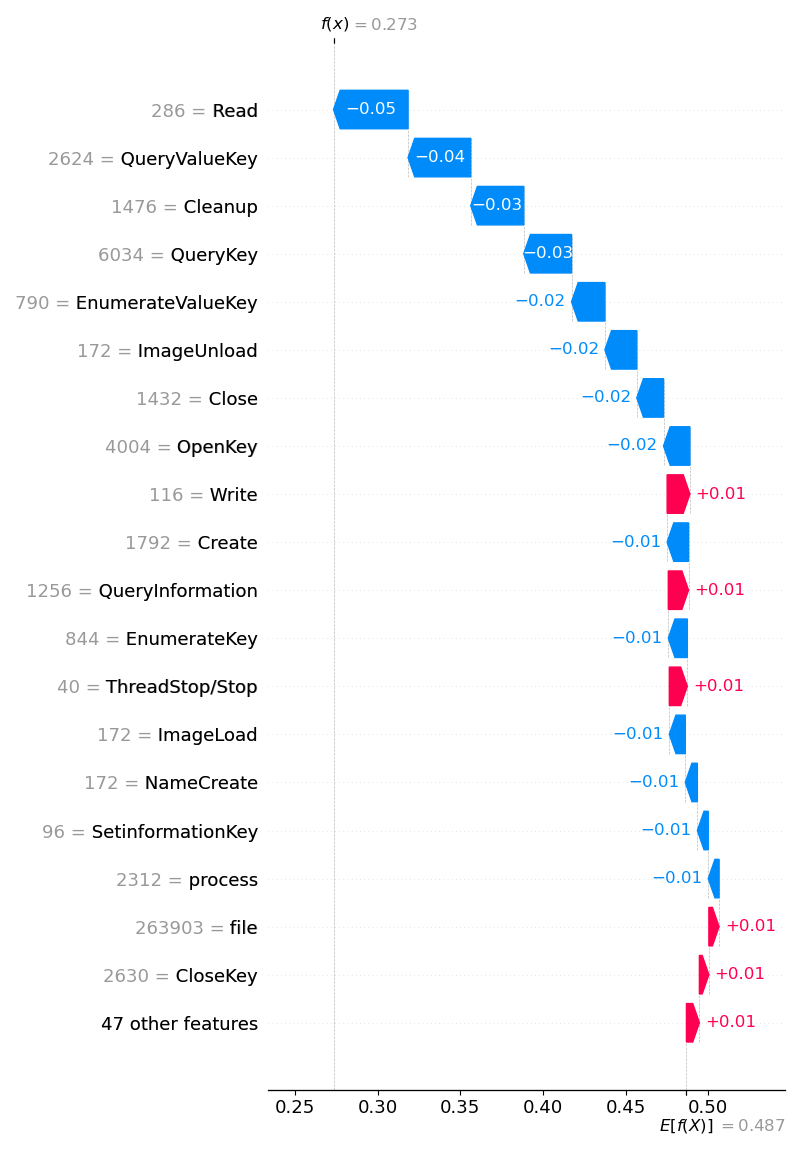 f(x) = 0.273
286 = Read −0.05
2624 = QueryValueKey −0.04
1476 = Cleanup −0.03
6034 = QueryKey −0.03
790 = EnumerateValueKey −0.02
172 = ImageUnload −0.02
1432 = Close −0.02
4004 = OpenKey −0.02
116 = Write +0.01
1792 = Create −0.01
1256 = QueryInformation +0.01
844 = EnumerateKey −0.01
40 = ThreadStop/Stop +0.01
172 = ImageLoad −0.01
172 = NameCreate −0.01
96 = SetinformationKey −0.01
2312 = process −0.01
263903 = file +0.01
2630 = CloseKey +0.01
47 other features +0.01
0.25 0.30 0.35 0.40 0.45 0.50
E[f(X)] = 0.487